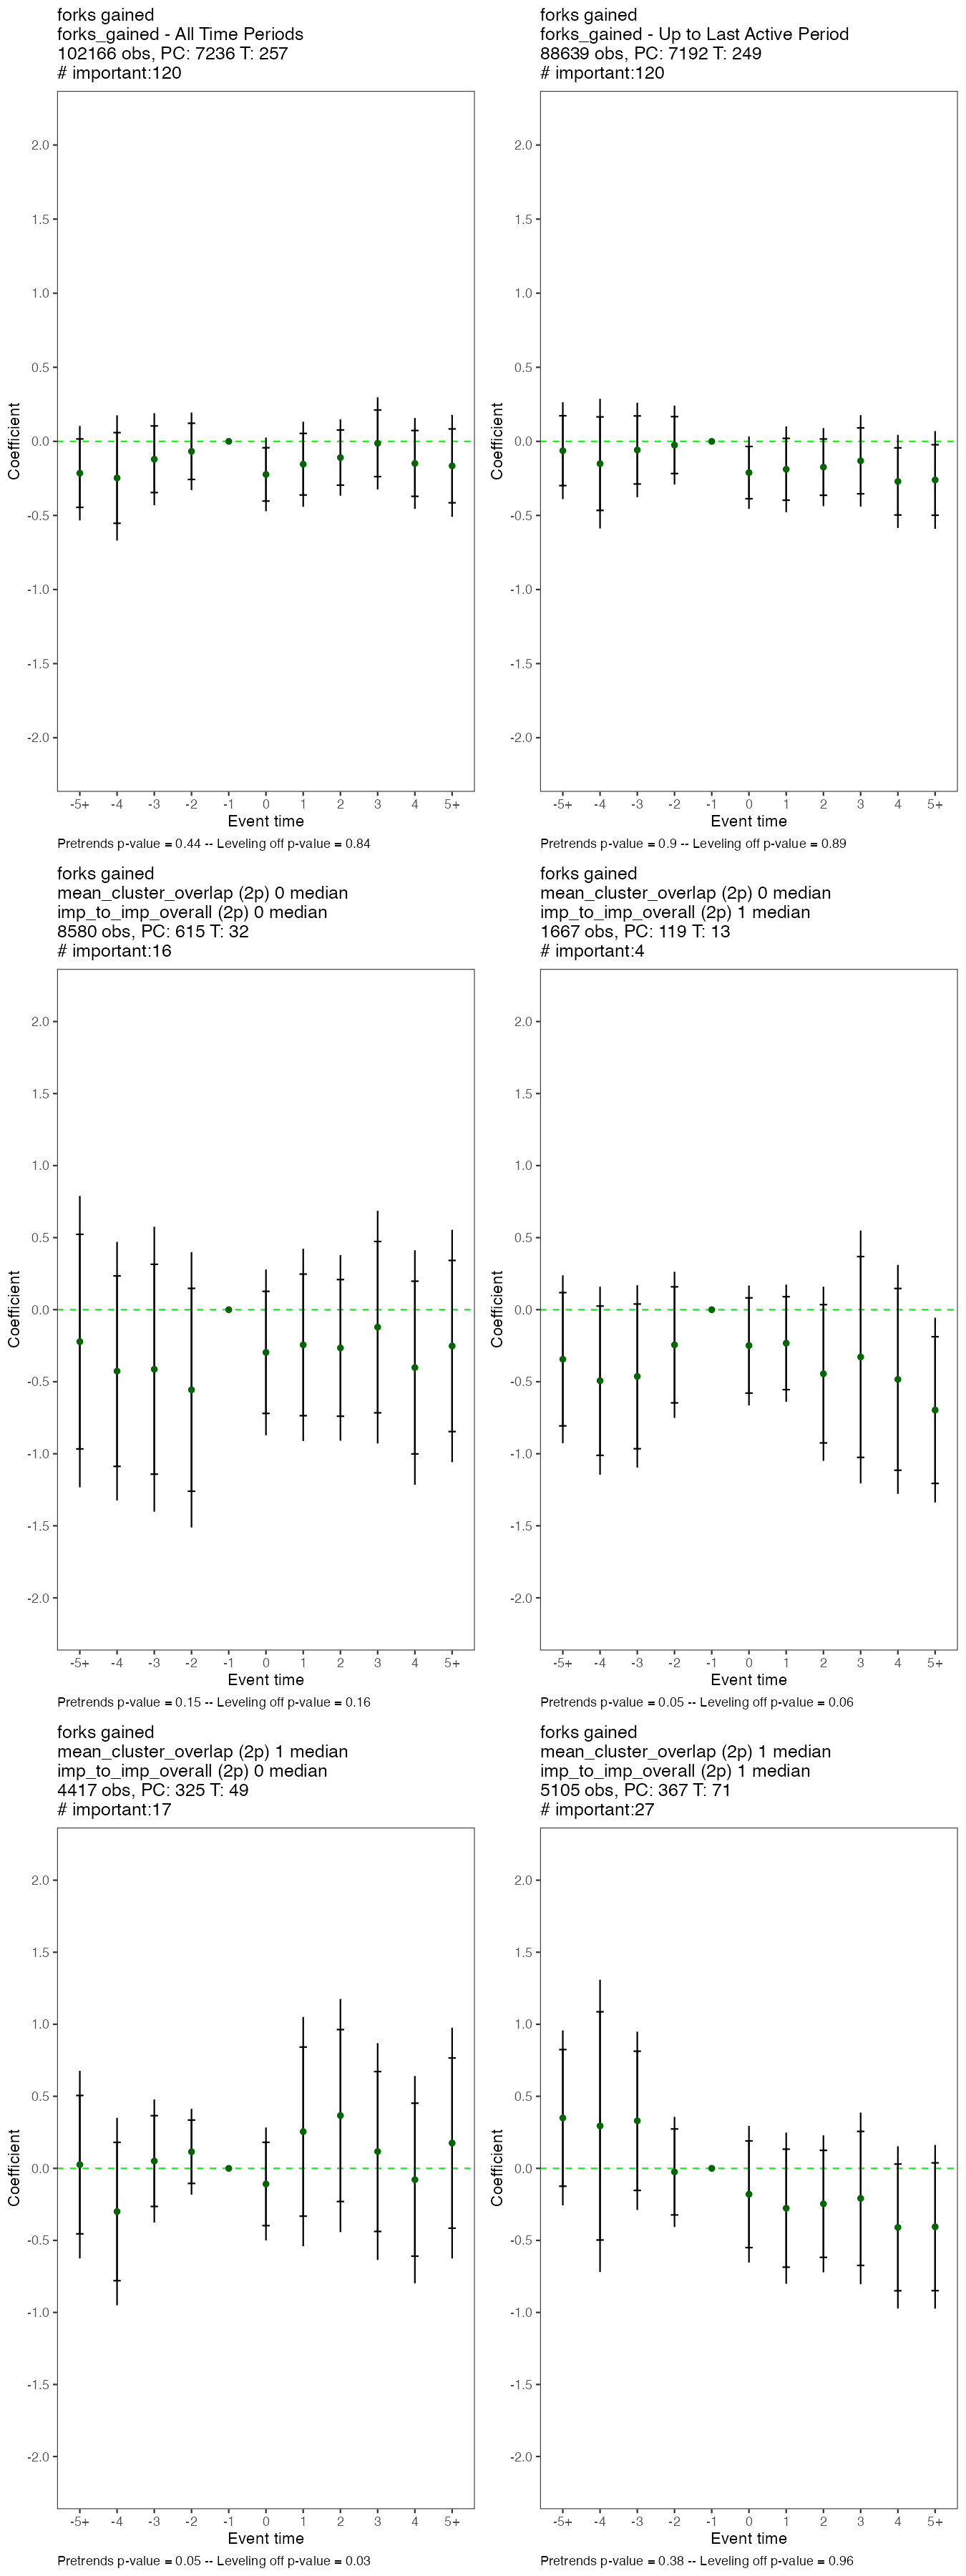 forks gained
forks_gained - All Time Periods
102166 obs, PC: 7236 T: 257
# important:120
Coefficient
2.0
1.5
1.0
0.5
0.0
-0.5
-1.0
-1.5
-2.0
-5+ -4 -3 -2 -1 0 1 2 3 4 5+
Event time
Pretrends p-value = 0.44 -- Leveling off p-value = 0.84
forks gained
forks_gained - Up to Last Active Period
88639 obs, PC: 7192 T: 249
# important:120
Coefficient
2.0
1.5
1.0
0.5
0.0
-0.5
-1.0
-1.5
-2.0
-5+ -4 -3 -2 -1 0 1 2 3 4 5+
Event time
Pretrends p-value = 0.9 -- Leveling off p-value = 0.89
forks gained
mean_cluster_overlap (2p) 0 median
imp_to_imp_overall (2p) 0 median
8580 obs, PC: 615 T: 32
# important:16
Coefficient
2.0
1.5
1.0
0.5
0.0
-0.5
-1.0
-1.5
-2.0
-5+ -4 -3 -2 -1 0 1 2 3 4 5+
Event time
Pretrends p-value = 0.15 -- Leveling off p-value = 0.16
forks gained
mean_cluster_overlap (2p) 0 median
imp_to_imp_overall (2p) 1 median
1667 obs, PC: 119 T: 13
# important:4
Coefficient
2.0
1.5
1.0
0.5
0.0
-0.5
-1.0
-1.5
-2.0
-5+ -4 -3 -2 -1 0 1 2 3 4 5+
Event time
Pretrends p-value = 0.05 -- Leveling off p-value = 0.06
forks gained
mean_cluster_overlap (2p) 1 median
imp_to_imp_overall (2p) 0 median
4417 obs, PC: 325 T: 49
# important:17
Coefficient
2.0
1.5
1.0
0.5
0.0
-0.5
-1.0
-1.5
-2.0
-5+ -4 -3 -2 -1 0 1 2 3 4 5+
Event time
Pretrends p-value = 0.05 -- Leveling off p-value = 0.03
forks gained
mean_cluster_overlap (2p) 1 median
imp_to_imp_overall (2p) 1 median
5105 obs, PC: 367 T: 71
# important:27
Coefficient
2.0
1.5
1.0
0.5
0.0
-0.5
-1.0
-1.5
-2.0
-5+ -4 -3 -2 -1 0 1 2 3 4 5+
Event time
Pretrends p-value = 0.38 -- Leveling off p-value = 0.96